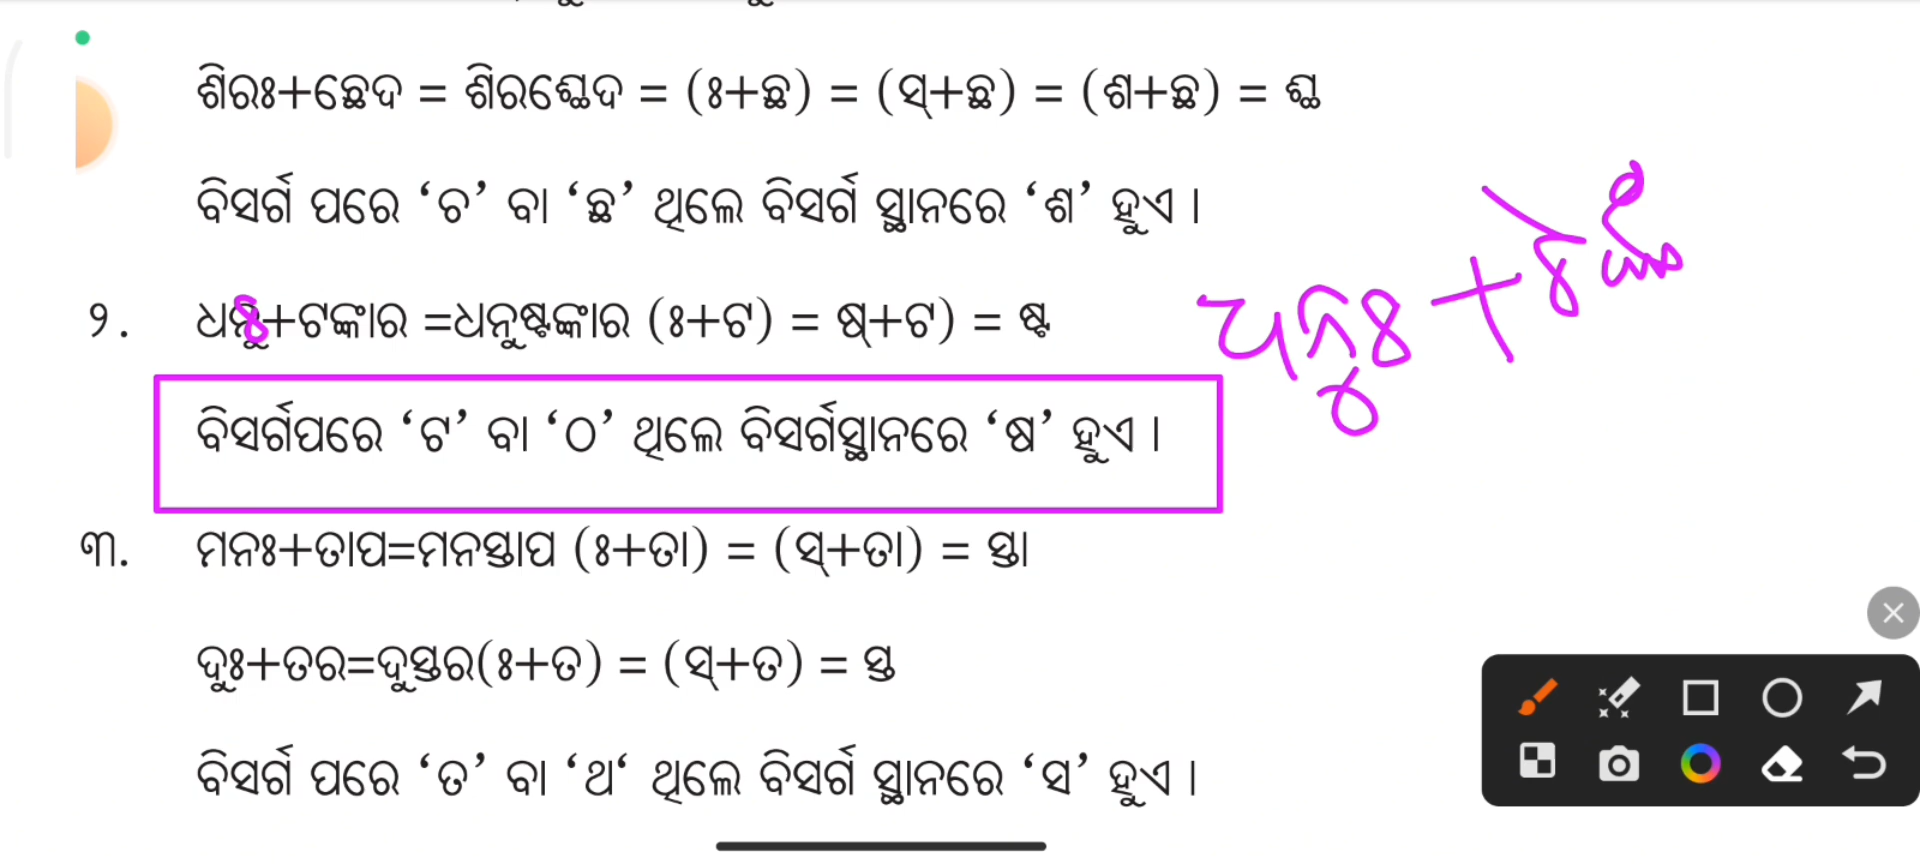 ଶିରଃ+ଛେଦ = ଶିରଶ୍ଛେଦ = (ଃ+ଛ) = (ସ୍+ଛ) = (ଶ+ଛ) = ଶ୍ଛ
ବିସର୍ଗ ପରେ ‘ଚ’ ବା ‘ଛ’ ଥିଲେ ବିସର୍ଗ ସ୍ଥାନରେ ‘ଶ’ ହୁଏ ।
୨. ଧନୁଃ+ଟଙ୍କାର =ଧନୁଷ୍ଟଙ୍କାର (ଃ+ଟ) = ଷ୍+ଟ) = ଷ୍ଟ
ଧନୁଃ +
ବିସର୍ଗପରେ ‘ଟ’ ବା ‘ଠ’ ଥିଲେ ବିସର୍ଗସ୍ଥାନରେ ‘ଷ’ ହୁଏ ।
୩. ମନଃ+ତାପ=ମନସ୍ତାପ (ଃ+ତା) = (ସ୍+ତା) = ସ୍ତା
ଦୁଃ+ତର=ଦୁସ୍ତର(ଃ+ତ) = (ସ୍+ତ) = ସ୍ତ
ବିସର୍ଗ ପରେ ‘ତ’ ବା ‘ଥ‘ ଥିଲେ ବିସର୍ଗ ସ୍ଥାନରେ ‘ସ’ ହୁଏ ।